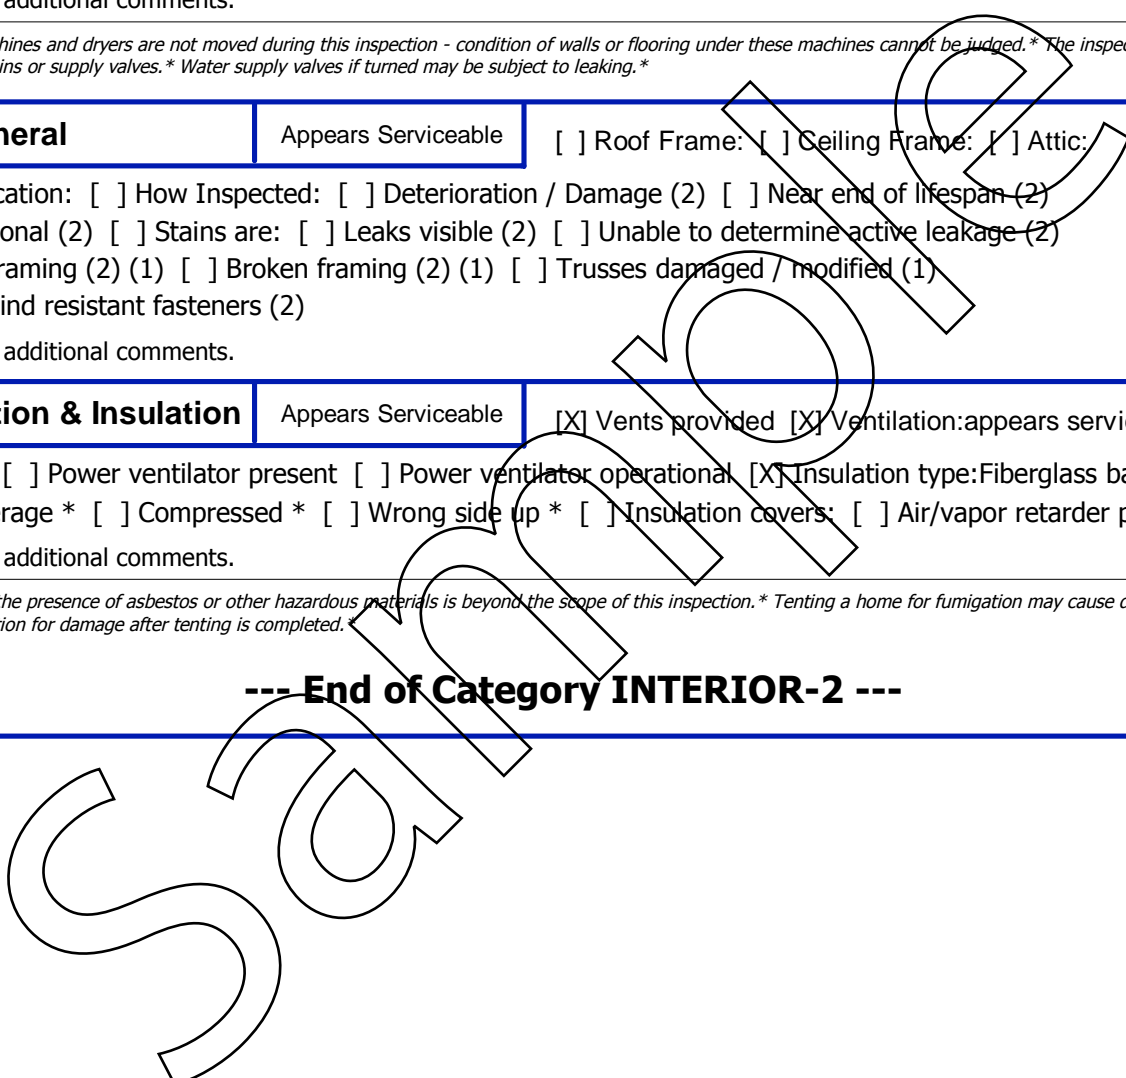 additional comments.
hines and dryers are not moved during this inspection - condition of walls or flooring under these machines cannot be judged.* The inspec
ins or supply valves.* Water supply valves if turned may be subject to leaking.*
neral Appears Serviceable [ ] Roof Frame: [ ] Ceiling Frame: [ ] Attic:
cation: [ ] How Inspected: [ ] Deterioration / Damage (2) [ ] Near end of lifespan (2)
onal (2) [ ] Stains are: [ ] Leaks visible (2) [ ] Unable to determine active leakage (2)
raming (2) (1) [ ] Broken framing (2) (1) [ ] Trusses damaged / modified (1)
ind resistant fasteners (2)
additional comments.
tion & Insulation Appears Serviceable [X] Vents provided [X] Ventilation:appears servi
[ ] Power ventilator present [ ] Power ventilator operational [X] Insulation type:Fiberglass ba
rage * [ ] Compressed * [ ] Wrong side up * [ ] Insulation covers: [ ] Air/vapor retarder p
additional comments.
the presence of asbestos or other hazardous materials is beyond the scope of this inspection.* Tenting a home for fumigation may cause d
tion for damage after tenting is completed.*
--- End of Category INTERIOR-2 ---
Sample